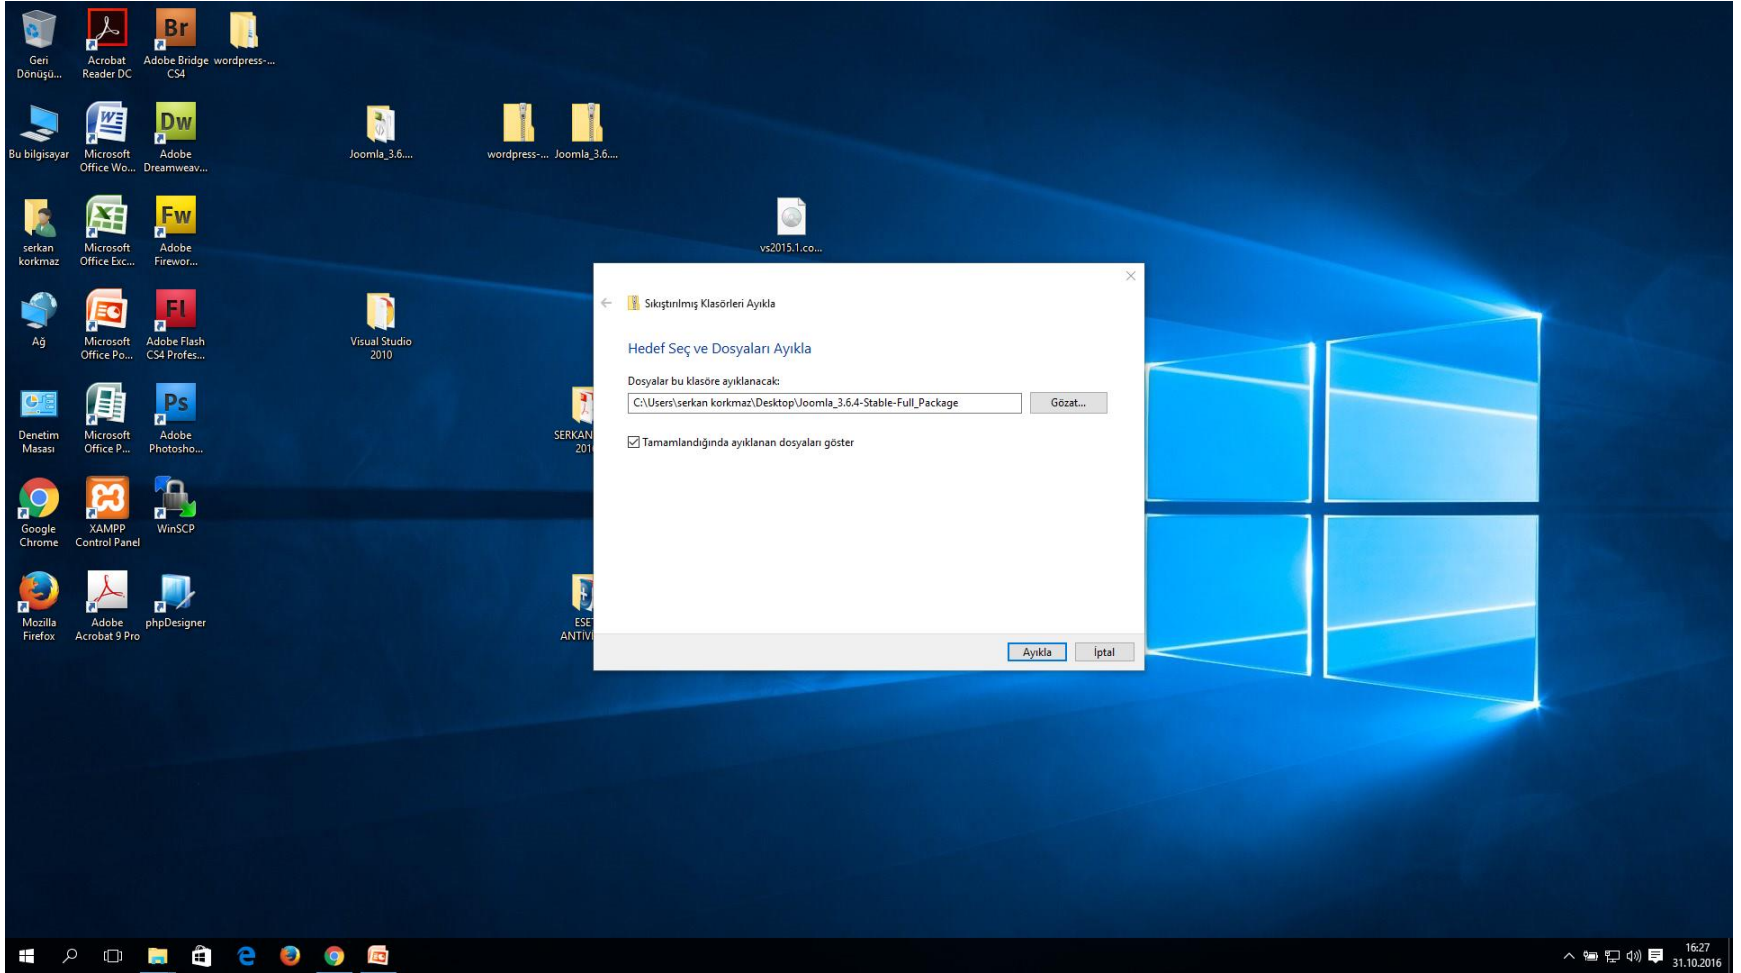 Geri
Dönüşü...
Acrobat
Reader DC
Br
Adobe Bridge
CS4
wordpress-...
Bu bilgisayar
Microsoft
Office Wo...
Dw
Adobe
Dreamweav...
Joomla_3.6....
wordpress-...
Joomla_3.6....
serkan
korkmaz
Microsoft
Office Exc...
Fw
Adobe
Firewor...
vs2015.1.co...
Ağ
Microsoft
Office Po...
Fl
Adobe Flash
CS4 Profes...
Visual Studio
2010
Denetim
Masası
Microsoft
Office P...
Ps
Adobe
Photosho...
SERKAN
Google
Chrome
XAMPP
Control Panel
WinSCP
Mozilla
Firefox
Adobe
Acrobat 9 Pro
phpDesigner
Sıkıştırılmış Klasörleri Ayıkla
Hedef Seç ve Dosyaları Ayıkla
Dosyalar bu klasöre ayıklanacak:
C:\Users\serkan korkmaz\Desktop\Joomla_3.6.4-Stable-Full_Package
Gözat...
Tamamlandığında ayıklanan dosyaları göster
Ayıkla
İptal
16:27
31.10.2016